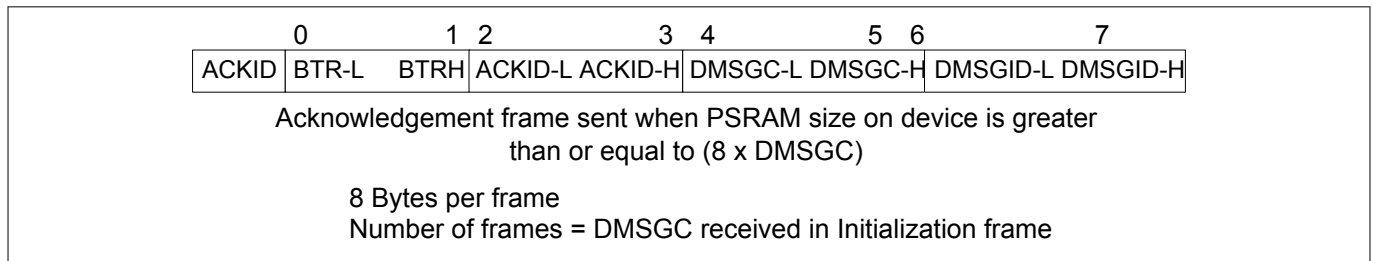 0 1 2 3 4 5 6 7
ACKID BTR-L BTRH ACKID-L ACKID-H DMSGC-L DMSGC-H DMSGID-L DMSGID-H
Acknowledgement frame sent when PSRAM size on device is greater
than or equal to (8 x DMSGC)
8 Bytes per frame
Number of frames = DMSGC received in Initialization frame